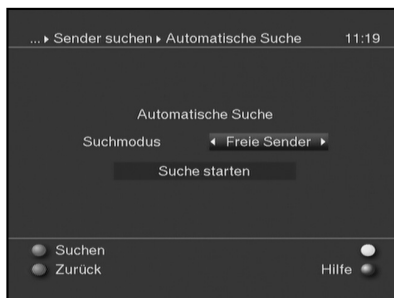 ... ▸ Sender suchen ▸ Automatische Suche 11:19
Automatische Suche
Suchmodus ◂ Freie Sender ▸
Suche starten
Suchen
Zurück Hilfe